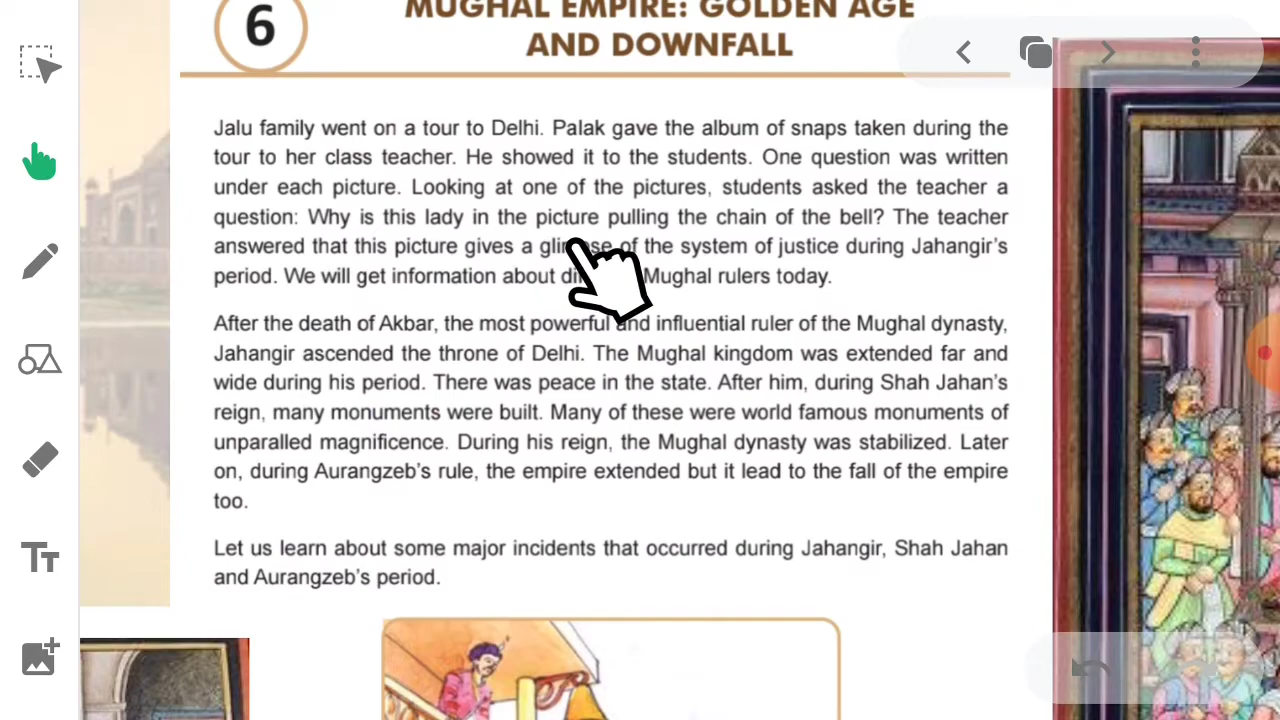 6
MUGHAL EMPIRE: GOLDEN AGE
AND DOWNFALL
Jalu family went on a tour to Delhi. Palak gave the album of snaps taken during the
tour to her class teacher. He showed it to the students. One question was written
under each picture. Looking at one of the pictures, students asked the teacher a
question: Why is this lady in the picture pulling the chain of the bell? The teacher
answered that this picture gives a glimpse of the system of justice during Jahangir's
period. We will get information about Mughal rulers today.
After the death of Akbar, the most powerful and influential ruler of the Mughal dynasty,
Jahangir ascended the throne of Delhi. The Mughal kingdom was extended far and
wide during his period. There was peace in the state. After him, during Shah Jahan's
reign, many monuments were built. Many of these were world famous monuments of
unparalled magnificence. During his reign, the Mughal dynasty was stabilized. Later
on, during Aurangzeb's rule, the empire extended but it lead to the fall of the empire
too.
Let us learn about some major incidents that occurred during Jahangir, Shah Jahan
and Aurangzeb's period.
TT